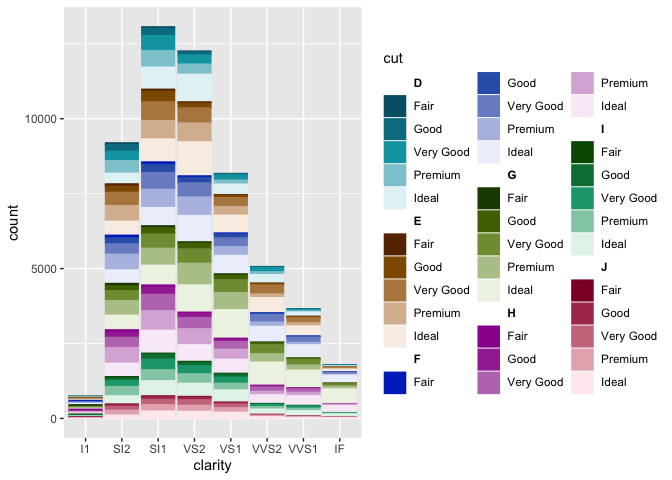 count
10000
5000
0
I1
SI2
SI1
VS2
VS1
VVS2
VVS1
IF
clarity
cut
D
Fair
Good
Very Good
Premium
Ideal
E
Fair
Good
Very Good
Premium
Ideal
F
Fair
Good
Very Good
Premium
Ideal
G
Fair
Good
Very Good
Premium
Ideal
H
Fair
Good
Very Good
Premium
Ideal
I
Fair
Good
Very Good
Premium
Ideal
J
Fair
Good
Very Good
Premium
Ideal